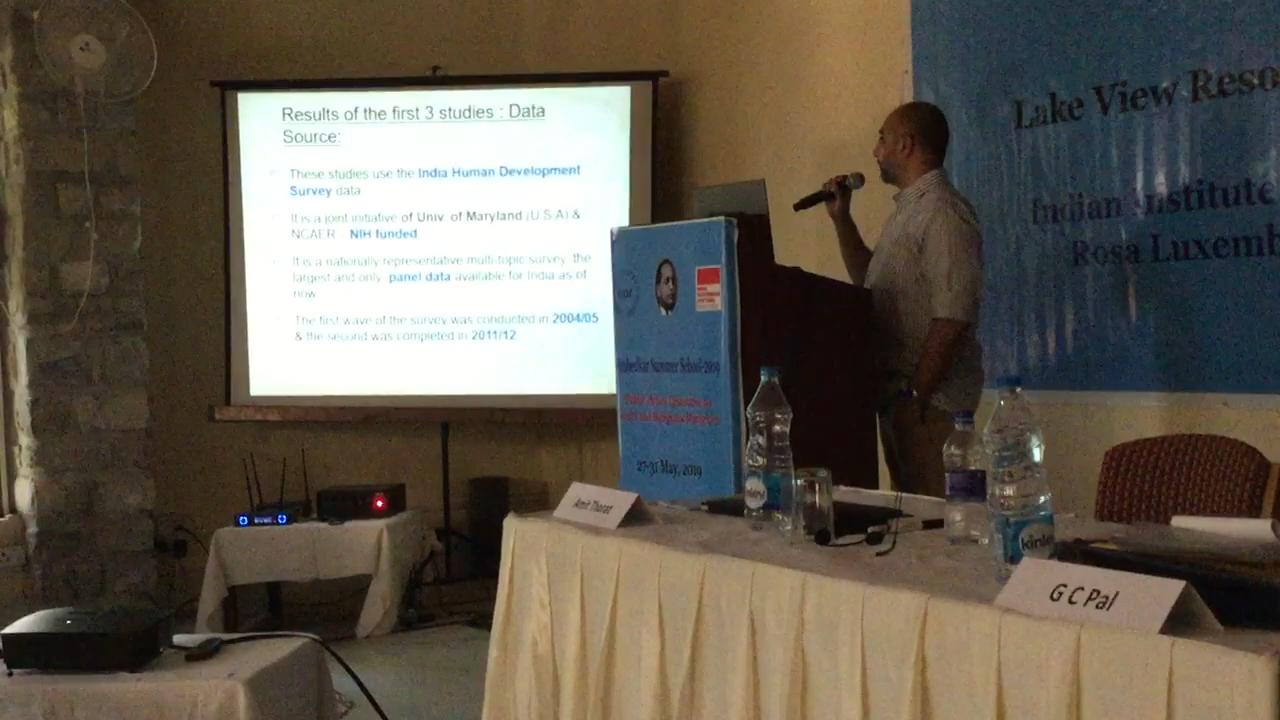 Results of the first 3 studies : Data
Source:
These studies use the India Human Development
Survey data
It is a joint initiative of Univ. of Maryland (U.S.A) &
NCAER - NIH funded
It is a nationally representative multi-topic survey, the
largest and only panel data available for India as of
now
The first wave of the survey was conducted in 2004/05
& the second was completed in 2011/12
Lake View Reso
Indian Institute
Rosa Luxemb
Ambedkar Summer School-2019
27-31 May, 2019
Amit Thorat
kinley
G C Pal